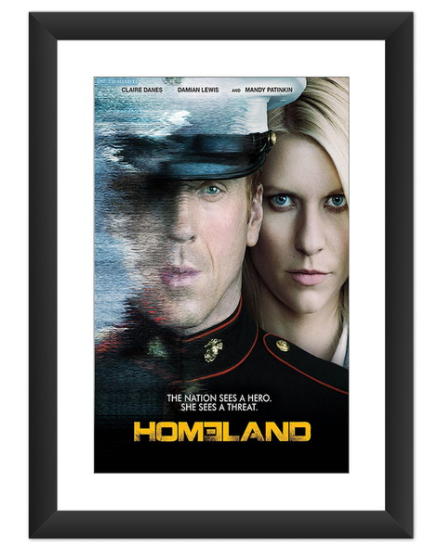 CLAIRE DANES DAMIAN LEWIS AND MANDY PATINKIN
THE NATION SEES A HERO.
SHE SEES A THREAT.
HOMELAND